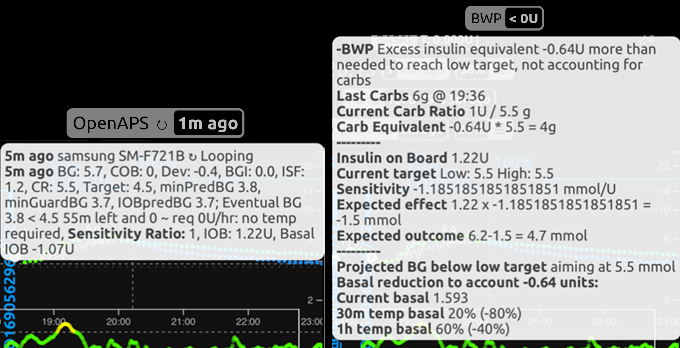 OpenAPS ↻ 1m ago
5m ago samsung SM-F721B ↻ Looping
5m ago BG: 5.7, COB: 0, Dev: -0.4, BGI: 0.0, ISF:
1.2, CR: 5.5, Target: 4.5, minPredBG 3.8,
minGuardBG 3.7, IOBpredBG 3.7; Eventual BG
3.8 < 4.5 55m left and 0 ~ req 0U/hr: no temp
required, Sensitivity Ratio: 1, IOB: 1.22U, Basal
IOB -1.07U
19:00 20:00 21:00 22:00 23:00
2
BWP < 0U
-BWP Excess insulin equivalent -0.64U more than
needed to reach low target, not accounting for
carbs
Last Carbs 6g @ 19:36
Current Carb Ratio 1U / 5.5 g
Carb Equivalent -0.64U * 5.5 = 4g
---------
Insulin on Board 1.22U
Current target Low: 5.5 High: 5.5
Sensitivity -1.1851851851851851 mmol/U
Expected effect 1.22 x -1.1851851851851851 =
-1.5 mmol
Expected outcome 6.2-1.5 = 4.7 mmol
---------
Projected BG below low target aiming at 5.5 mmol
Basal reduction to account -0.64 units:
Current basal 1.593
30m temp basal 20% (-80%)
1h temp basal 60% (-40%)